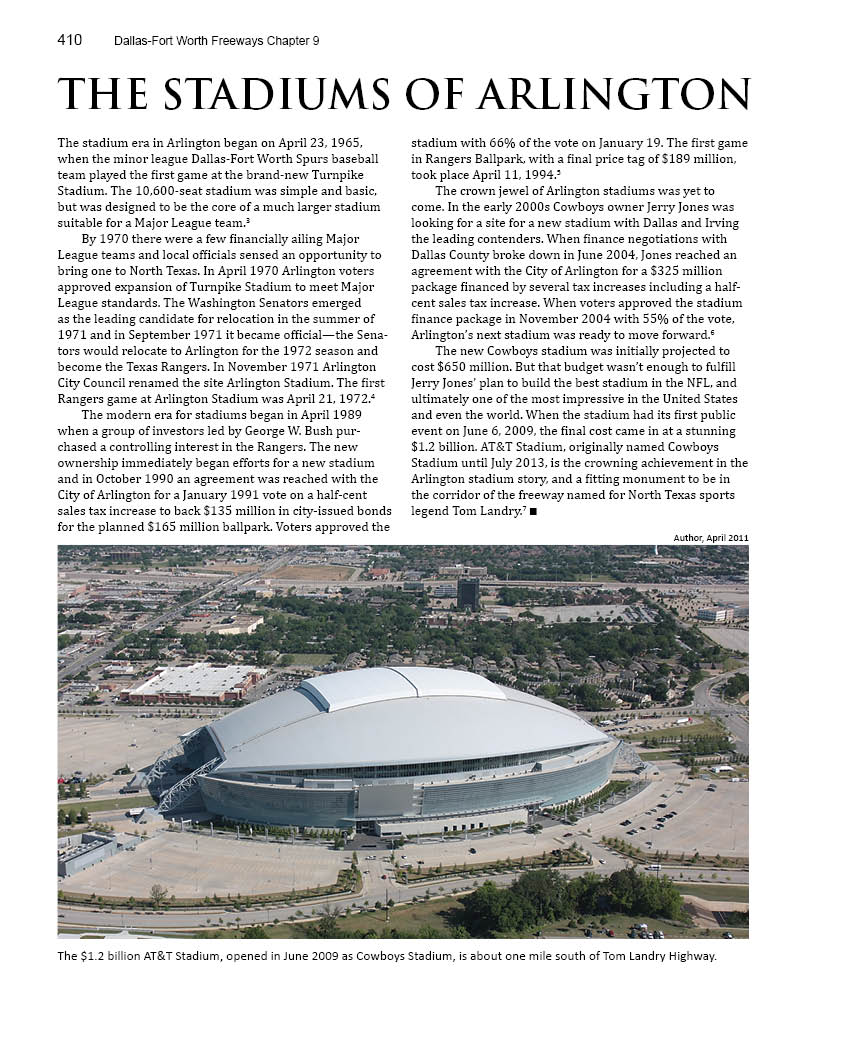 410 Dallas-Fort Worth Freeways Chapter 9
THE STADIUMS OF ARLINGTON
The stadium era in Arlington began on April 23, 1965,
when the minor league Dallas-Fort Worth Spurs baseball
team played the first game at the brand-new Turnpike
Stadium. The 10,600-seat stadium was simple and basic,
but was designed to be the core of a much larger stadium
suitable for a Major League team.³
By 1970 there were a few financially ailing Major
League teams and local officials sensed an opportunity to
bring one to North Texas. In April 1970 Arlington voters
approved expansion of Turnpike Stadium to meet Major
League standards. The Washington Senators emerged
as the leading candidate for relocation in the summer of
1971 and in September 1971 it became official—the Sena-
tors would relocate to Arlington for the 1972 season and
become the Texas Rangers. In November 1971 Arlington
City Council renamed the site Arlington Stadium. The first
Rangers game at Arlington Stadium was April 21, 1972.⁴
The modern era for stadiums began in April 1989
when a group of investors led by George W. Bush pur-
chased a controlling interest in the Rangers. The new
ownership immediately began efforts for a new stadium
and in October 1990 an agreement was reached with the
City of Arlington for a January 1991 vote on a half-cent
sales tax increase to back $135 million in city-issued bonds
for the planned $165 million ballpark. Voters approved the
stadium with 66% of the vote on January 19. The first game
in Rangers Ballpark, with a final price tag of $189 million,
took place April 11, 1994.⁵
The crown jewel of Arlington stadiums was yet to
come. In the early 2000s Cowboys owner Jerry Jones was
looking for a site for a new stadium with Dallas and Irving
the leading contenders. When finance negotiations with
Dallas County broke down in June 2004, Jones reached an
agreement with the City of Arlington for a $325 million
package financed by several tax increases including a half-
cent sales tax increase. When voters approved the stadium
finance package in November 2004 with 55% of the vote,
Arlington's next stadium was ready to move forward.⁶
The new Cowboys stadium was initially projected to
cost $650 million. But that budget wasn't enough to fulfill
Jerry Jones' plan to build the best stadium in the NFL, and
ultimately one of the most impressive in the United States
and even the world. When the stadium had its first public
event on June 6, 2009, the final cost came in at a stunning
$1.2 billion. AT&T Stadium, originally named Cowboys
Stadium until July 2013, is the crowning achievement in the
Arlington stadium story, and a fitting monument to be in
the corridor of the freeway named for North Texas sports
legend Tom Landry.⁷ ■
Author, April 2011
The $1.2 billion AT&T Stadium, opened in June 2009 as Cowboys Stadium, is about one mile south of Tom Landry Highway.